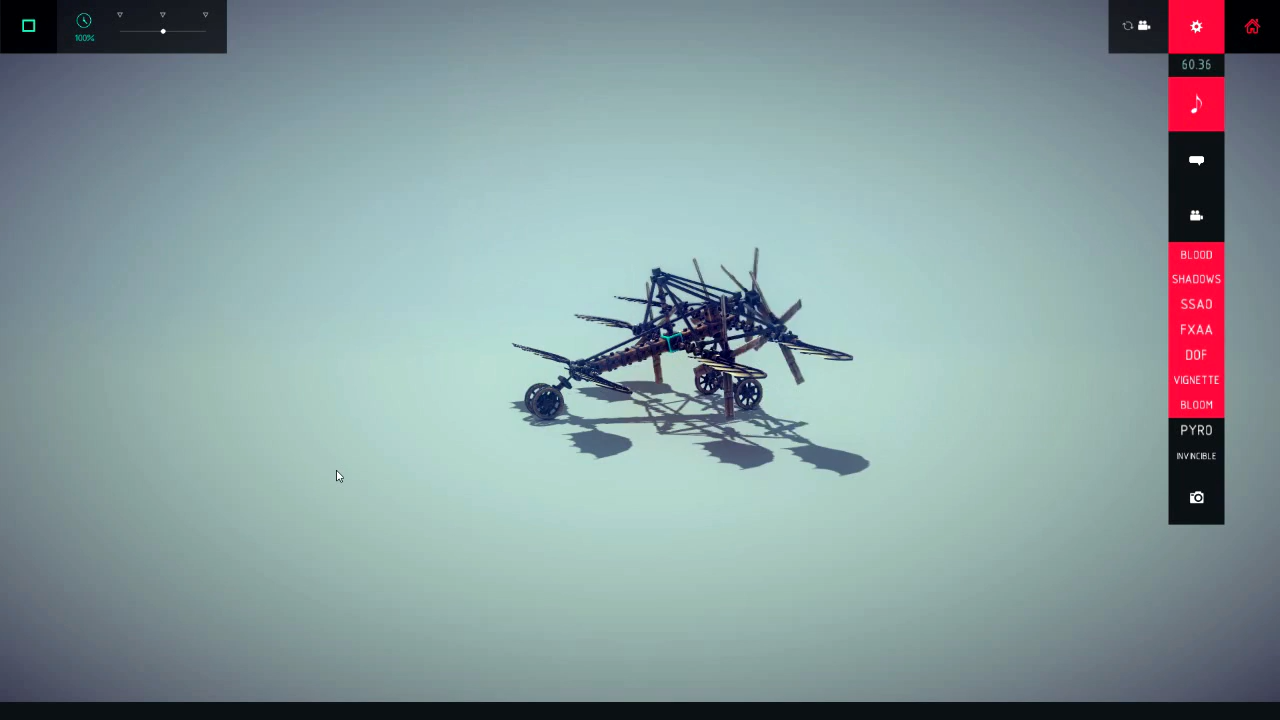 100%
60.36
BLOOD
SHADOWS
SSAO
FXAA
DOF
VIGNETTE
BLOOM
PYRO
INVINCIBLE